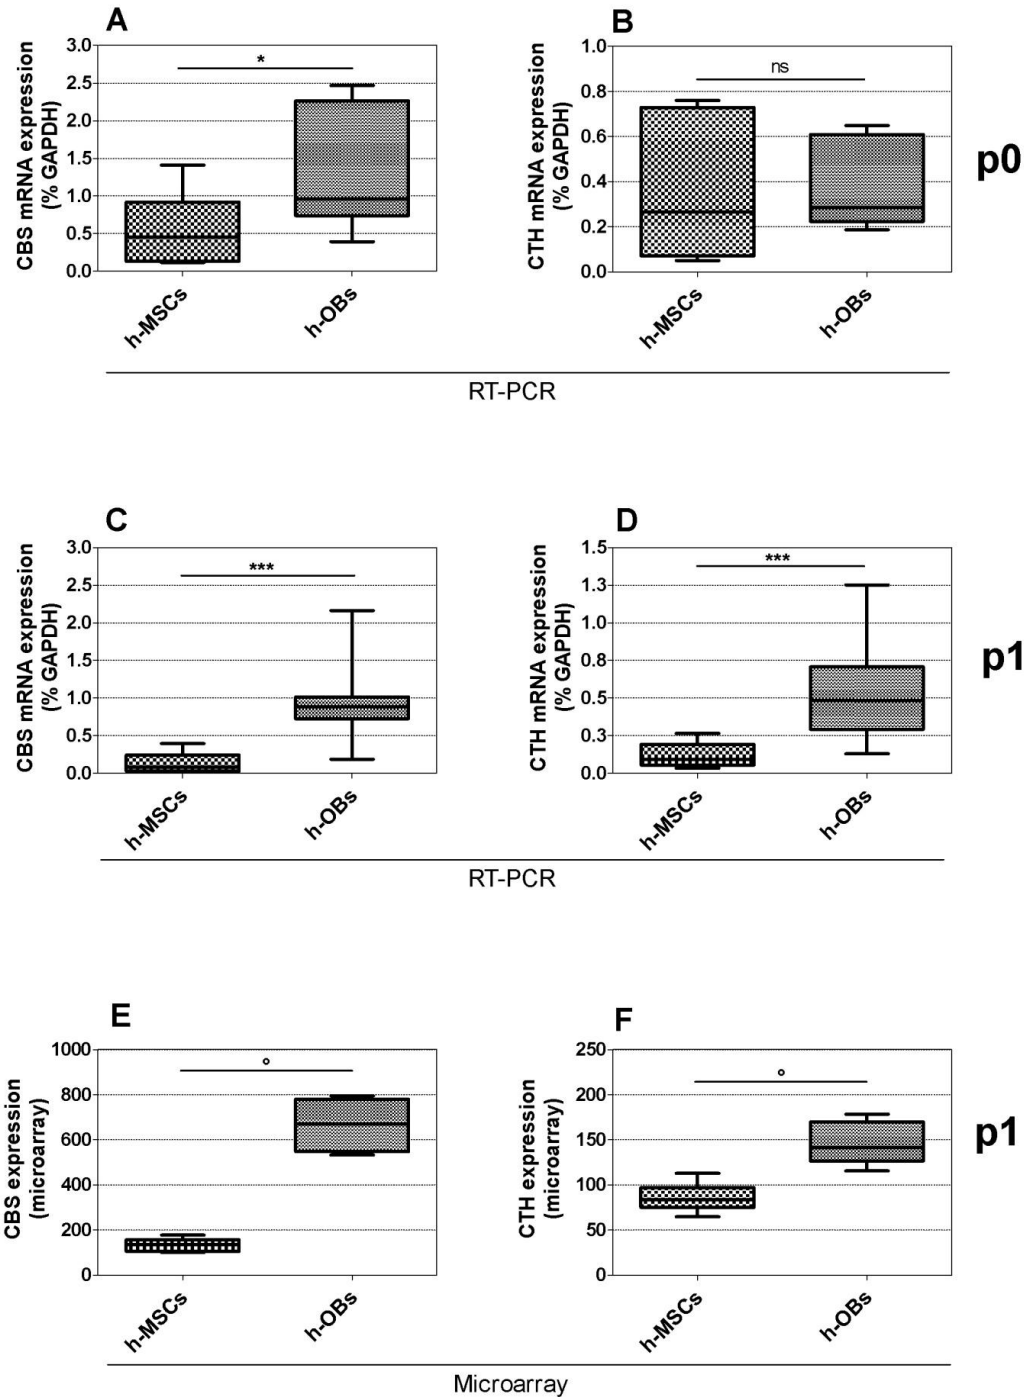 A
CBS mRNA expression
(% GAPDH)
3.0
2.5
2.0
1.5
1.0
0.5
0.0
*
h-MSCs
h-OBs
B
CTH mRNA expression
(% GAPDH)
1.0
0.8
0.6
0.4
0.2
0.0
ns
h-MSCs
h-OBs
p0
RT-PCR
C
CBS mRNA expression
(% GAPDH)
3.0
2.5
2.0
1.5
1.0
0.5
0.0
***
h-MSCs
h-OBs
D
CTH mRNA expression
(% GAPDH)
1.5
1.3
1.0
0.8
0.5
0.3
0.0
***
h-MSCs
h-OBs
p1
RT-PCR
E
CBS expression
(microarray)
1000
800
600
400
200
0
°
h-MSCs
h-OBs
F
CTH expression
(microarray)
250
200
150
100
50
0
°
h-MSCs
h-OBs
p1
Microarray